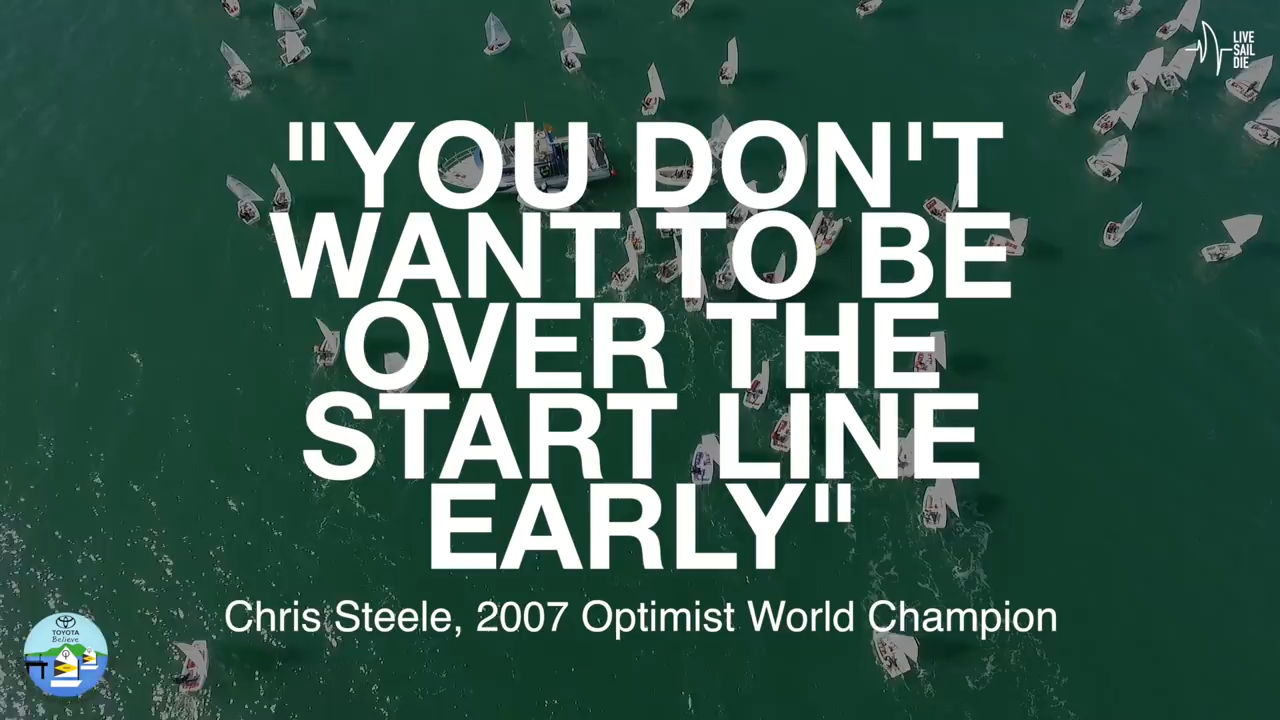 LIVE
SAIL
DIE
"YOU DON'T
WANT TO BE
OVER THE
START LINE
EARLY"
Chris Steele, 2007 Optimist World Champion
TOYOTA
Believe